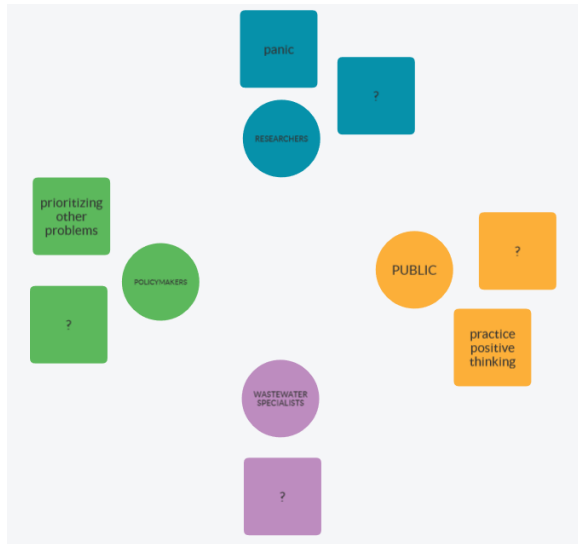 panic
?
RESEARCHERS
prioritizing
other
problems
POLICYMAKERS
?
PUBLIC
?
practice
positive
thinking
WASTEWATER
SPECIALISTS
?